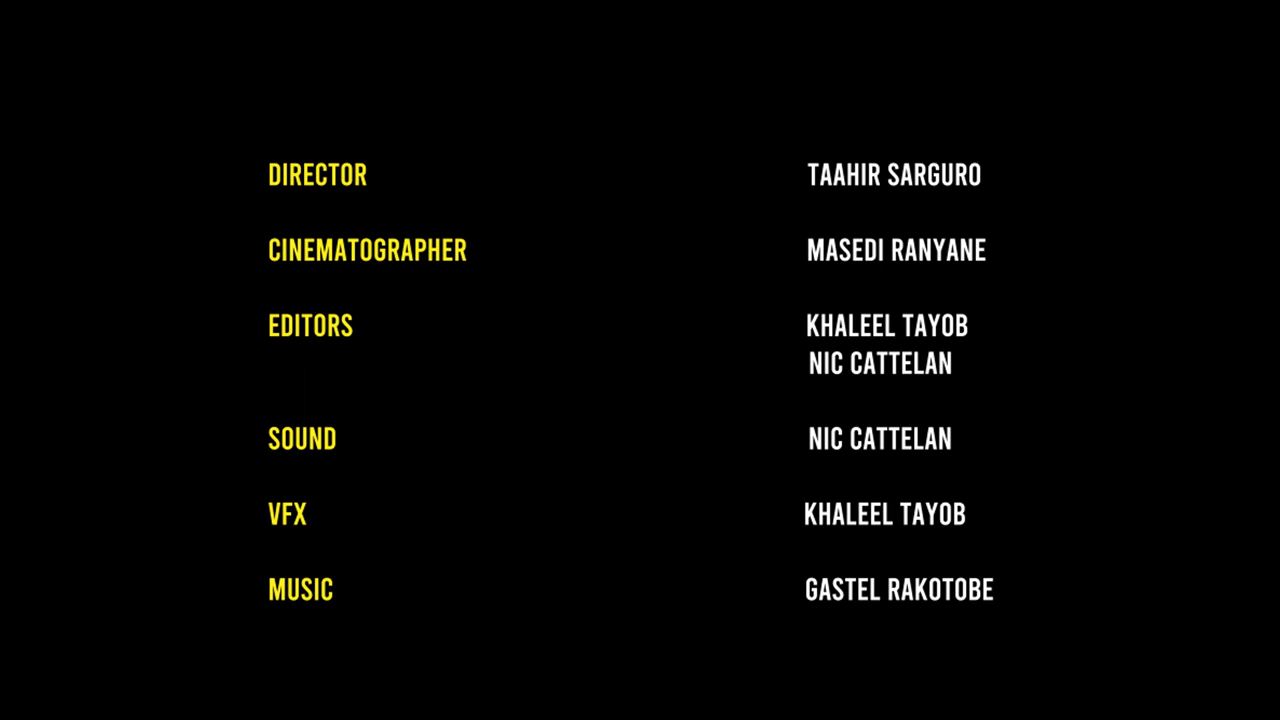 DIRECTOR TAAHIR SARGURO
CINEMATOGRAPHER MASEDI RANYANE
EDITORS KHALEEL TAYOB
NIC CATTELAN
SOUND NIC CATTELAN
VFX KHALEEL TAYOB
MUSIC GASTEL RAKOTOBE